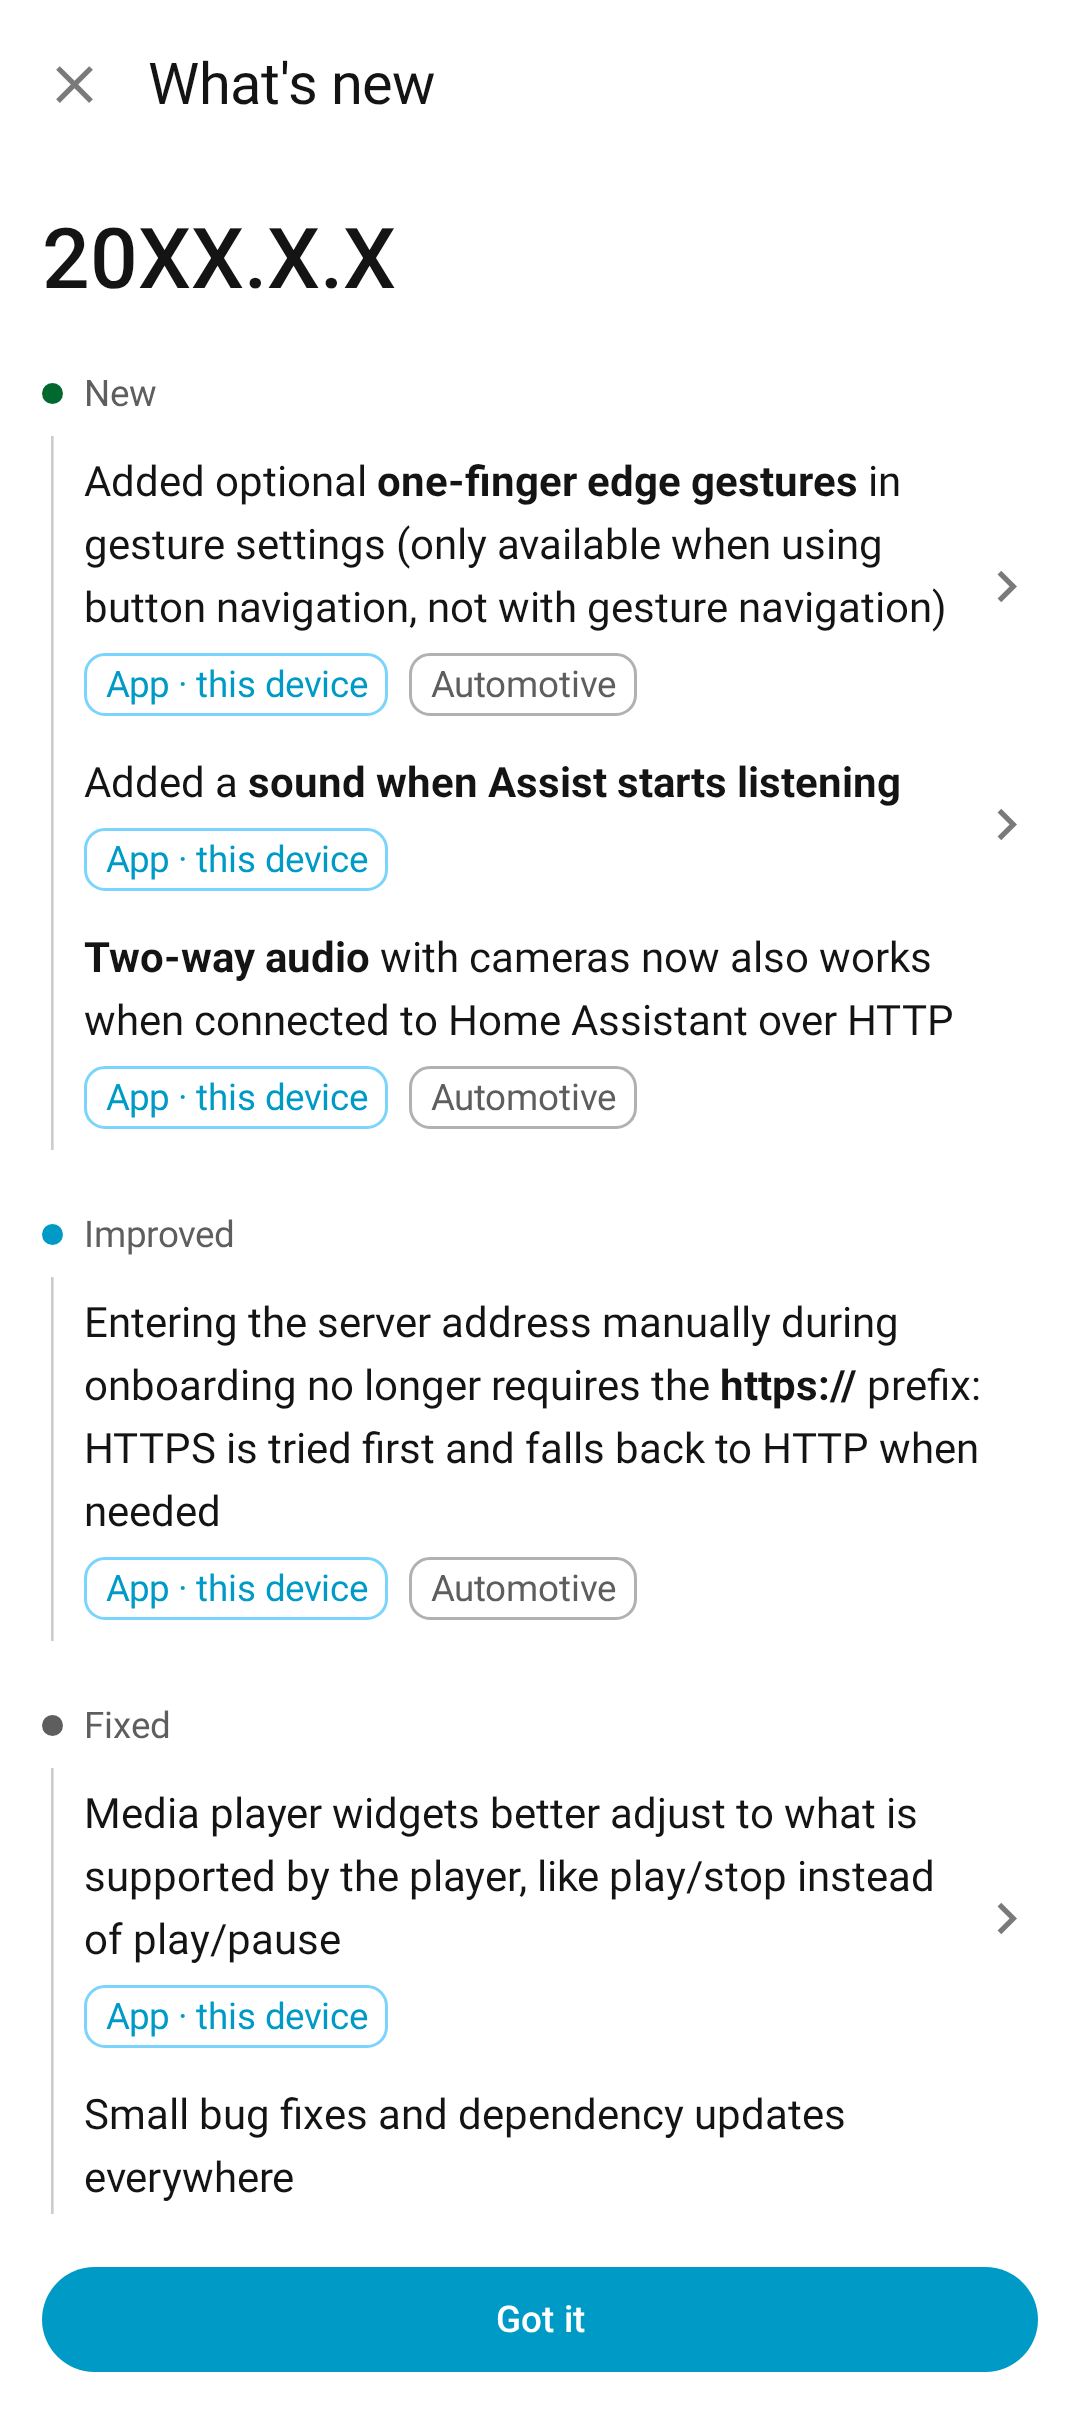 What's new
20XX.X.X
New
Added optional one-finger edge gestures in
gesture settings (only available when using
button navigation, not with gesture navigation)
App · this device
Automotive
Added a sound when Assist starts listening
App · this device
Two-way audio with cameras now also works
when connected to Home Assistant over HTTP
App · this device
Automotive
Improved
Entering the server address manually during
onboarding no longer requires the https:// prefix:
HTTPS is tried first and falls back to HTTP when
needed
App · this device
Automotive
Fixed
Media player widgets better adjust to what is
supported by the player, like play/stop instead
of play/pause
App · this device
Small bug fixes and dependency updates
everywhere
Got it